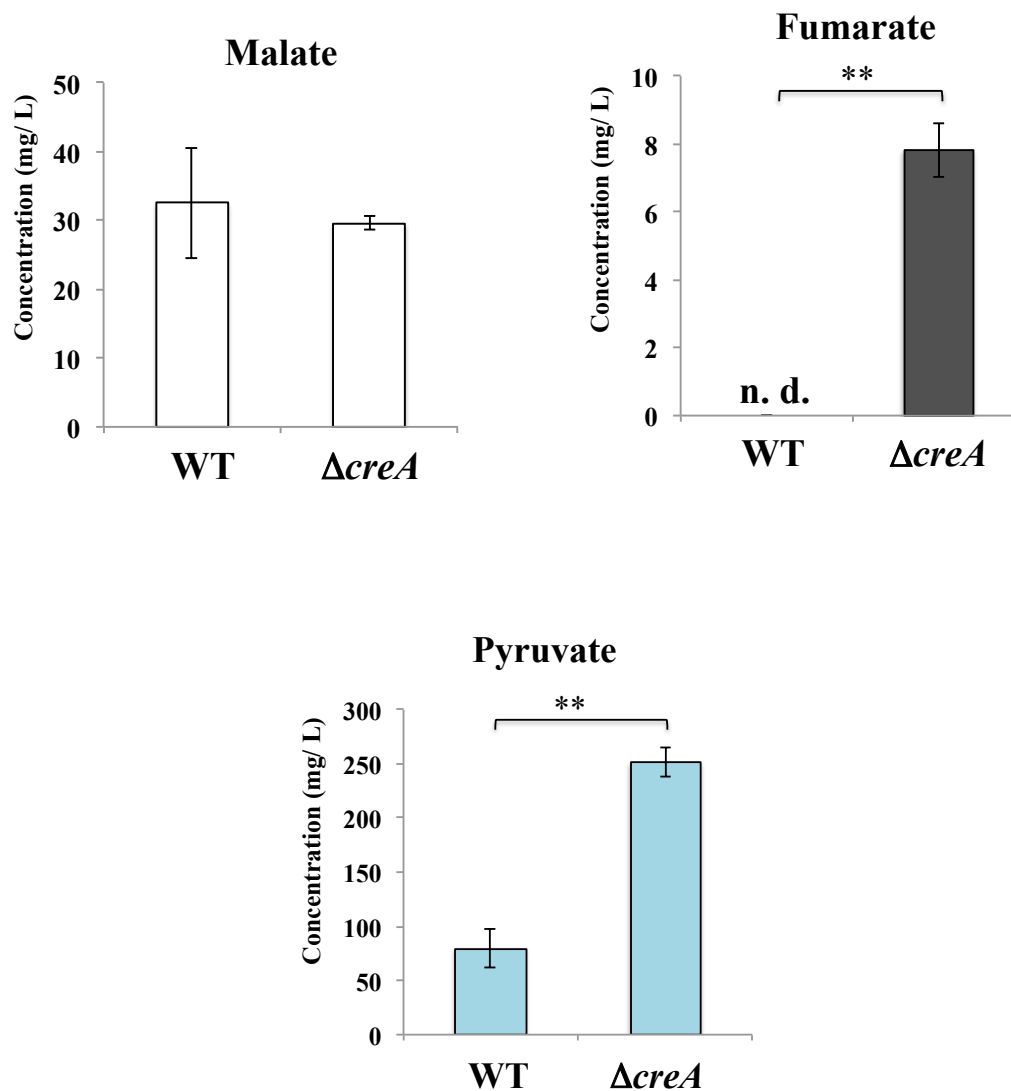 Malate
Concentration (mg/ L)
50
40
30
20
10
0
WT ΔcreA
Fumarate
Concentration (mg/ L)
10
8
6
4
2
0
**
n. d.
WT ΔcreA
Pyruvate
Concentration (mg/ L)
300
250
200
150
100
50
0
**
WT ΔcreA